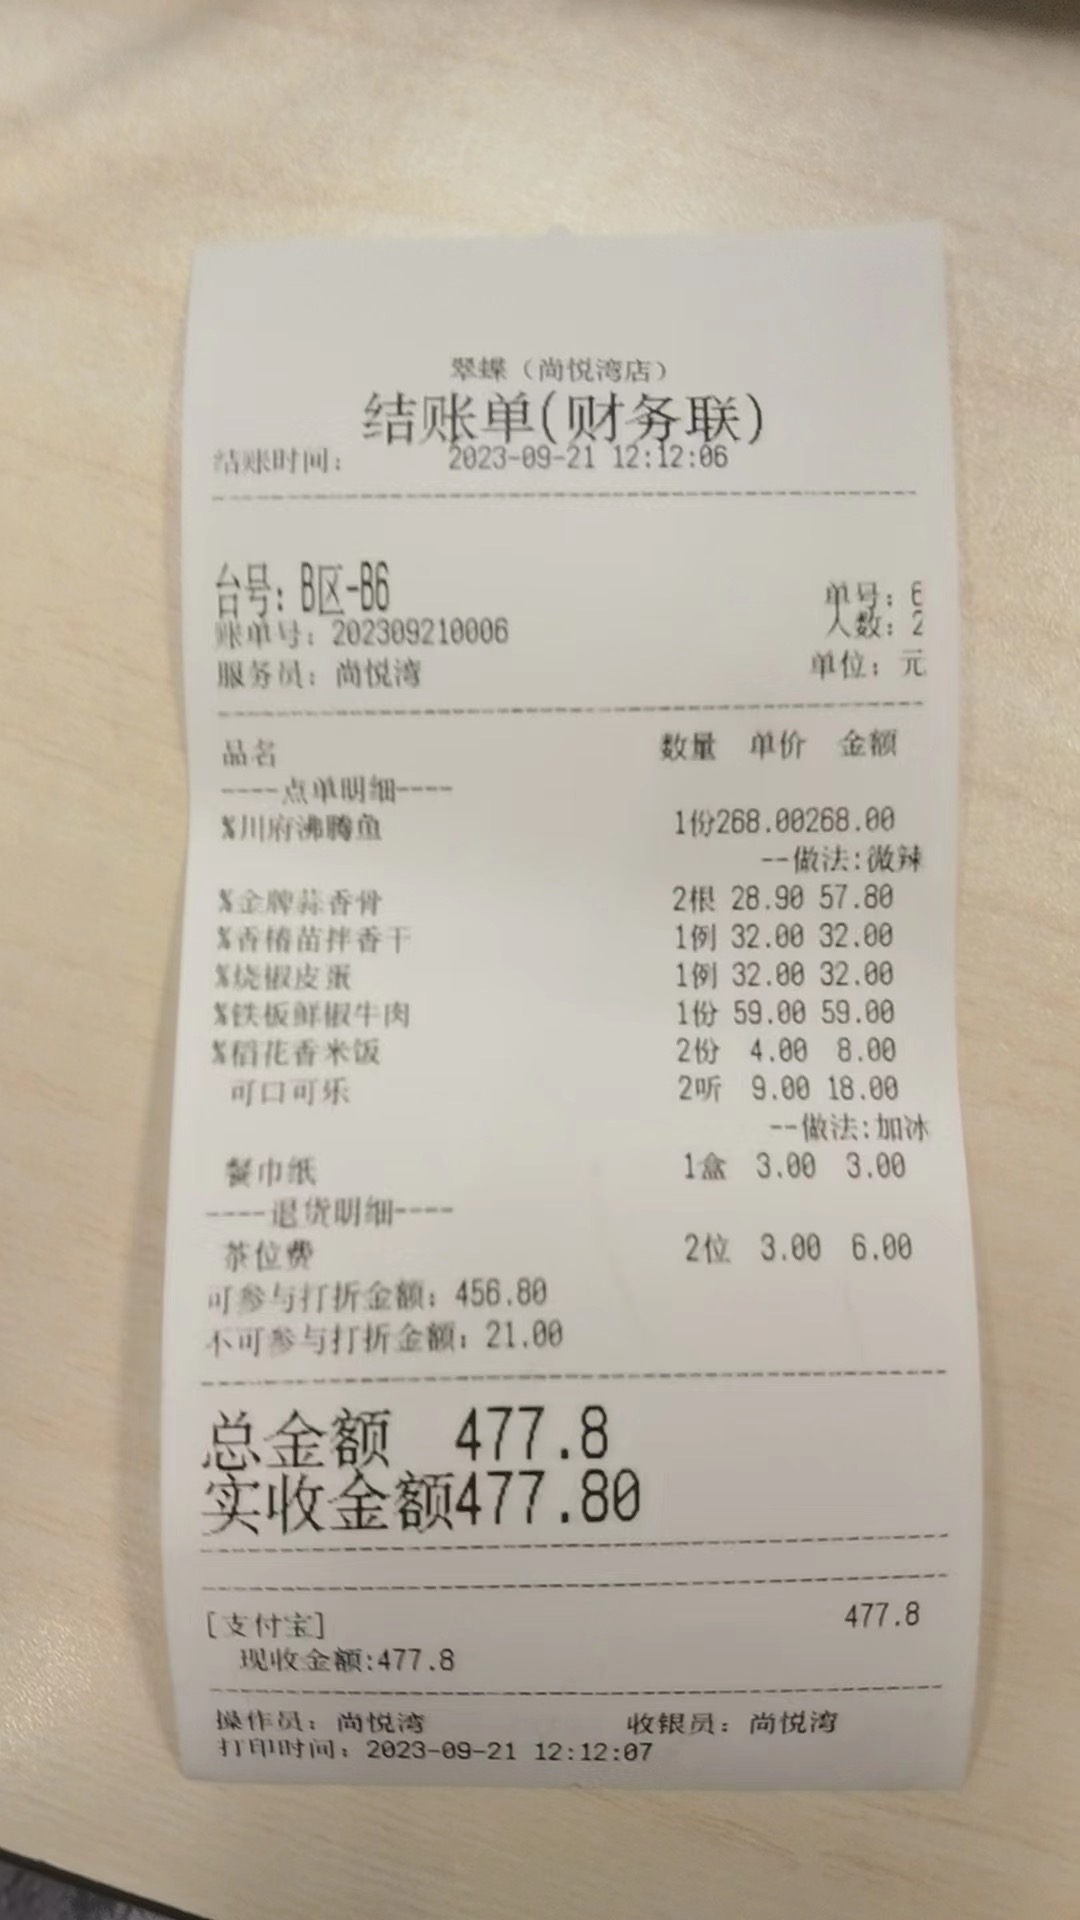 翠蝶（尚悦湾店）
结账单(财务联)
结账时间： 2023-09-21 12:12:06
台号：B区-B6 单号：6
账单号：202309210006 人数：2
服务员：尚悦湾 单位：元
品名 数量 单价 金额
----点单明细----
%川府沸腾鱼 1份268.00268.00
--做法:微辣
%金牌蒜香骨 2根 28.90 57.80
%香椿苗拌香干 1例 32.00 32.00
%烧椒皮蛋 1例 32.00 32.00
%铁板鲜椒牛肉 1份 59.00 59.00
%稻花香米饭 2份 4.00 8.00
可口可乐 2听 9.00 18.00
--做法:加冰
餐巾纸 1盒 3.00 3.00
----退货明细----
茶位费 2位 3.00 6.00
可参与打折金额：456.80
不可参与打折金额：21.00
总金额 477.8
实收金额477.80
[支付宝] 477.8
现收金额:477.8
操作员：尚悦湾 收银员：尚悦湾
打印时间：2023-09-21 12:12:07